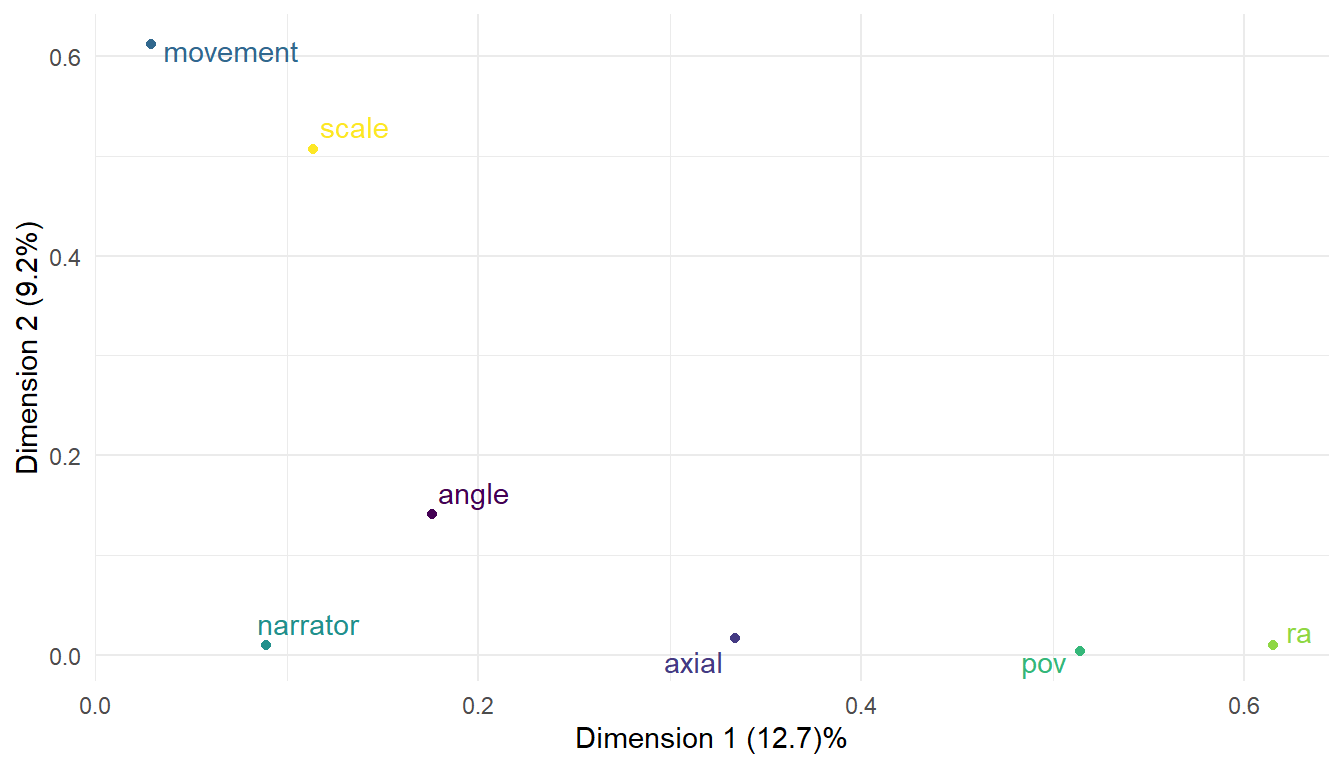 movement
scale
angle
narrator
axial
pov
ra
0.6
0.4
0.2
0.0
Dimension 2 (9.2%)
0.0
0.2
0.4
0.6
Dimension 1 (12.7)%